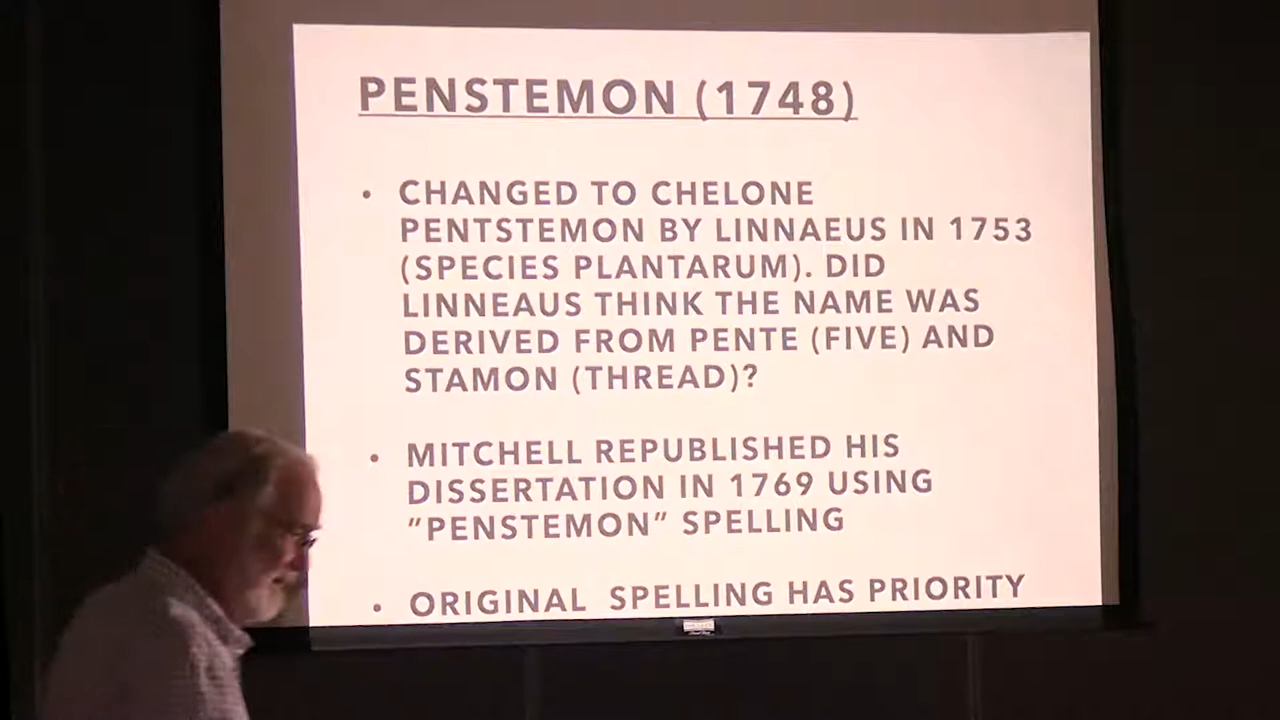 PENSTEMON (1748)
• CHANGED TO CHELONE
PENTSTEMON BY LINNAEUS IN 1753
(SPECIES PLANTARUM). DID
LINNEAUS THINK THE NAME WAS
DERIVED FROM PENTE (FIVE) AND
STAMON (THREAD)?
• MITCHELL REPUBLISHED HIS
DISSERTATION IN 1769 USING
"PENSTEMON" SPELLING
• ORIGINAL SPELLING HAS PRIORITY